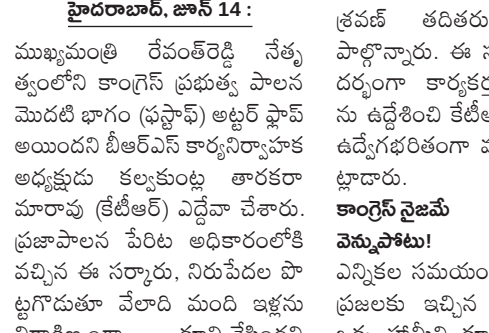 హైదరాబాద్, జూన్ 14 :
ముఖ్యమంత్రి రేవంత్‌రెడ్డి నేతృ
త్వంలోని కాంగ్రెస్ ప్రభుత్వ పాలన
మొదటి భాగం (ఫస్టాఫ్) అట్టర్ ఫ్లాప్
అయిందని బీఆర్ఎస్ కార్యనిర్వాహక
అధ్యక్షుడు కల్వకుంట్ల తారకరా
మారావు (కేటీఆర్) ఎద్దేవా చేశారు.
ప్రజాపాలన పేరిట అధికారంలోకి
వచ్చిన ఈ సర్కారు, నిరుపేదల పొ
ట్టగొడుతూ వేలాది మంది ఇళ్లను
శ్రవణ్ తదితరు
పాల్గొన్నారు. ఈ
దర్భంగా
ను ఉద్దేశించి
ఉద్వేగభరితంగా
ట్లాడారు.
కాంగ్రెస్ నైజమే
వెన్నుపోటు!
ఎన్నికల సమయం
ప్రజలకు ఇచ్చిన